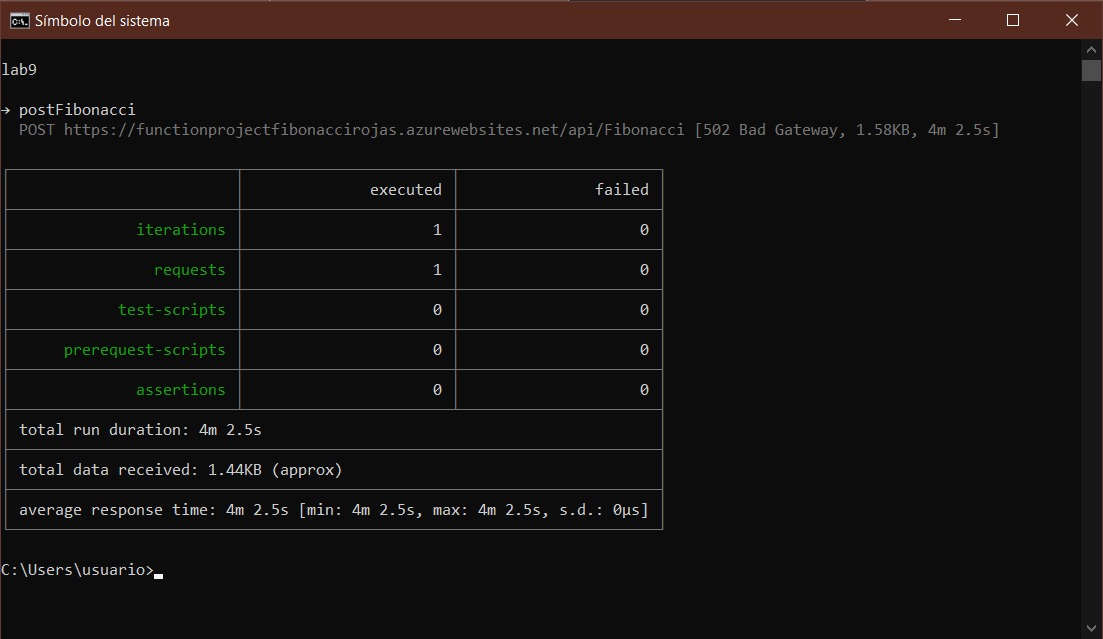 Símbolo del sistema
lab9
→ postFibonacci
POST https://functionprojectfibonaccirojas.azurewebsites.net/api/Fibonacci [502 Bad Gateway, 1.58KB, 4m 2.5s]
executed failed
iterations 1 0
requests 1 0
test-scripts 0 0
prerequest-scripts 0 0
assertions 0 0
total run duration: 4m 2.5s
total data received: 1.44KB (approx)
average response time: 4m 2.5s [min: 4m 2.5s, max: 4m 2.5s, s.d.: 0µs]
C:\Users\usuario>